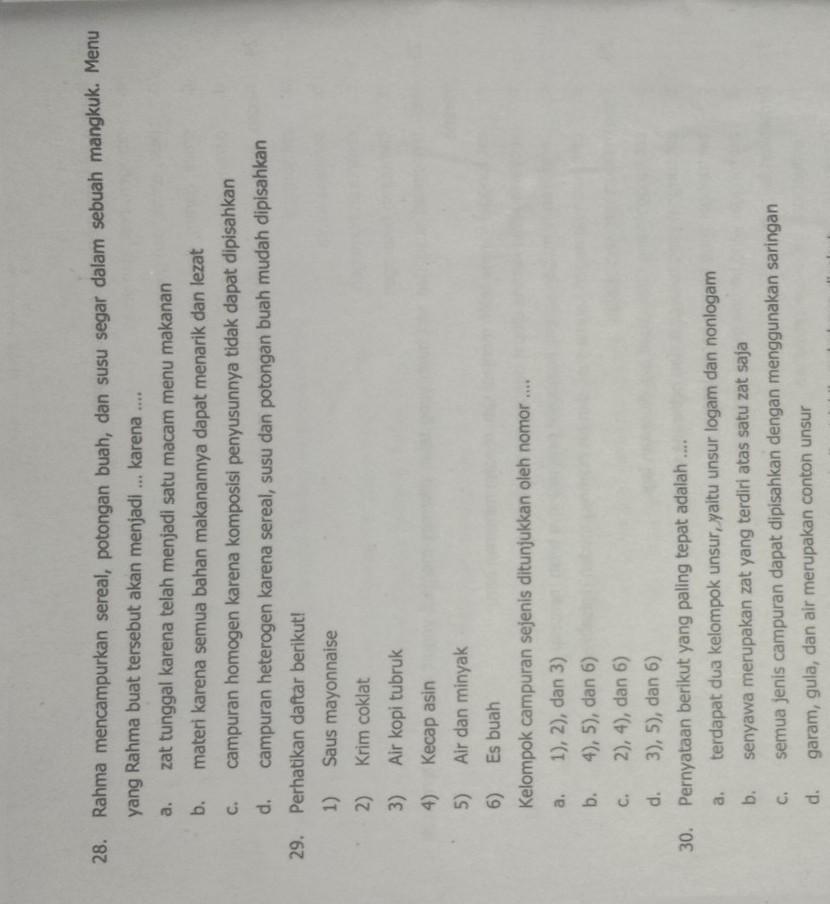 28. Rahma mencampurkan sereal, potongan buah, dan susu segar dalam sebuah mangkuk. Menu
yang Rahma buat tersebut akan menjadi ... karena ....
a. zat tunggal karena telah menjadi satu macam menu makanan
b. materi karena semua bahan makanannya dapat menarik dan lezat
c. campuran homogen karena komposisi penyusunnya tidak dapat dipisahkan
d. campuran heterogen karena sereal, susu dan potongan buah mudah dipisahkan
29. Perhatikan daftar berikut!
1) Saus mayonnaise
2) Krim coklat
3) Air kopi tubruk
4) Kecap asin
5) Air dan minyak
6) Es buah
Kelompok campuran sejenis ditunjukkan oleh nomor ....
a. 1), 2), dan 3)
b. 4), 5), dan 6)
c. 2), 4), dan 6)
d. 3), 5), dan 6)
30. Pernyataan berikut yang paling tepat adalah ....
a. terdapat dua kelompok unsur, yaitu unsur logam dan nonlogam
b. senyawa merupakan zat yang terdiri atas satu zat saja
c. semua jenis campuran dapat dipisahkan dengan menggunakan saringan
d. garam, gula, dan air merupakan conton unsur